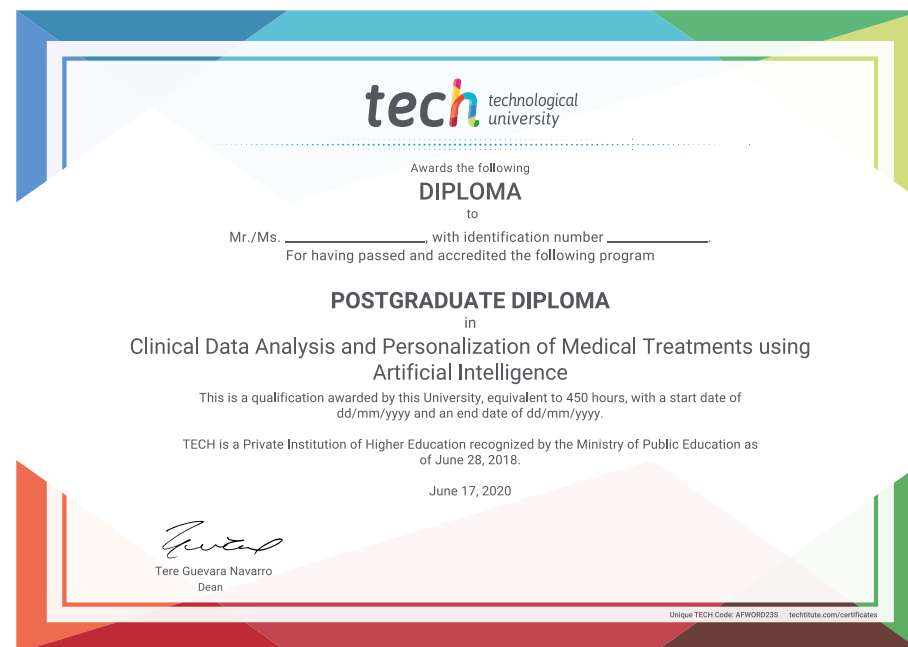 tech technological
university
Awards the following
DIPLOMA
to
Mr./Ms. ____________________, with identification number _______________.
For having passed and accredited the following program
POSTGRADUATE DIPLOMA
in
Clinical Data Analysis and Personalization of Medical Treatments using
Artificial Intelligence
This is a qualification awarded by this University, equivalent to 450 hours, with a start date of
dd/mm/yyyy and an end date of dd/mm/yyyy.
TECH is a Private Institution of Higher Education recognized by the Ministry of Public Education as
of June 28, 2018.
June 17, 2020
Tere Guevara Navarro
Dean
Unique TECH Code: AFWORD23S techtitute.com/certificates